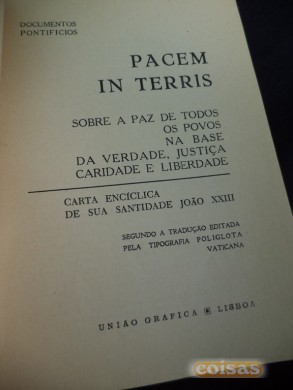 DOCUMENTOS
PONTIFÍCIOS
PACEM
IN TERRIS
SOBRE A PAZ DE TODOS
OS POVOS
NA BASE
DA VERDADE, JUSTIÇA
CARIDADE E LIBERDADE
CARTA ENCÍCLICA
DE SUA SANTIDADE JOÃO XXIII
SEGUNDO A TRADUÇÃO EDITADA
PELA TIPOGRAFIA POLIGLOTA
VATICANA
UNIÃO GRÁFICA LISBOA
coisas